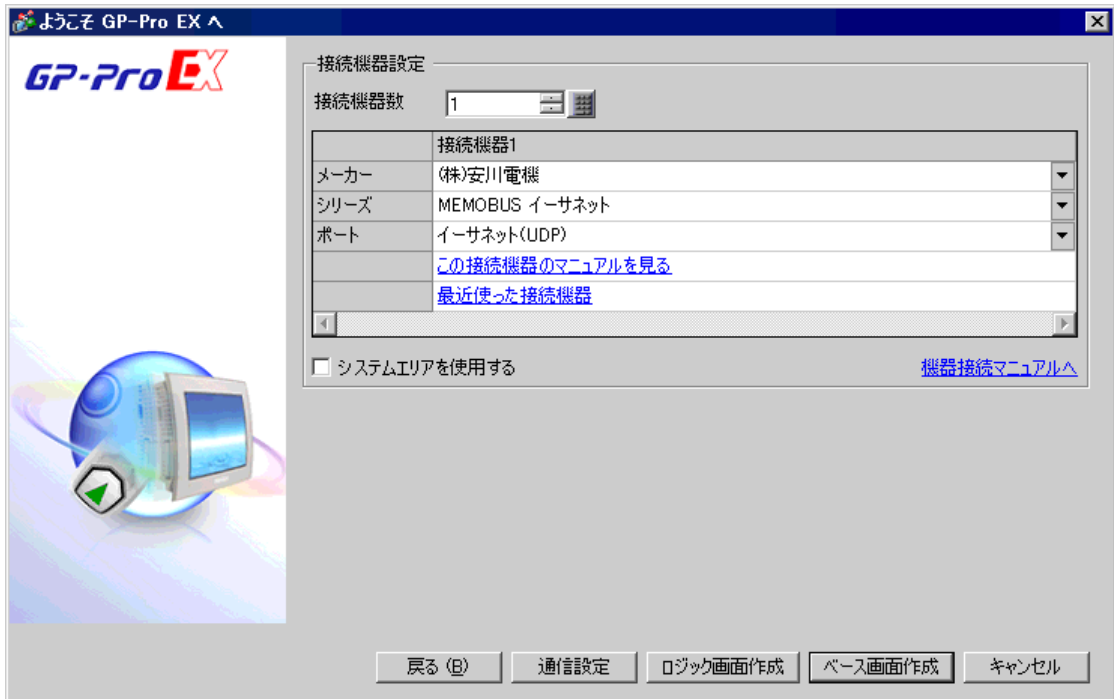 ようこそ GP-Pro EX へ
GP-Pro EX
接続機器設定
接続機器数 1
接続機器1
メーカー (株)安川電機
シリーズ MEMOBUS イーサネット
ポート イーサネット(UDP)
この接続機器のマニュアルを見る
最近使った接続機器
システムエリアを使用する 機器接続マニュアルへ
戻る (B) 通信設定 ロジック画面作成 ベース画面作成 キャンセル